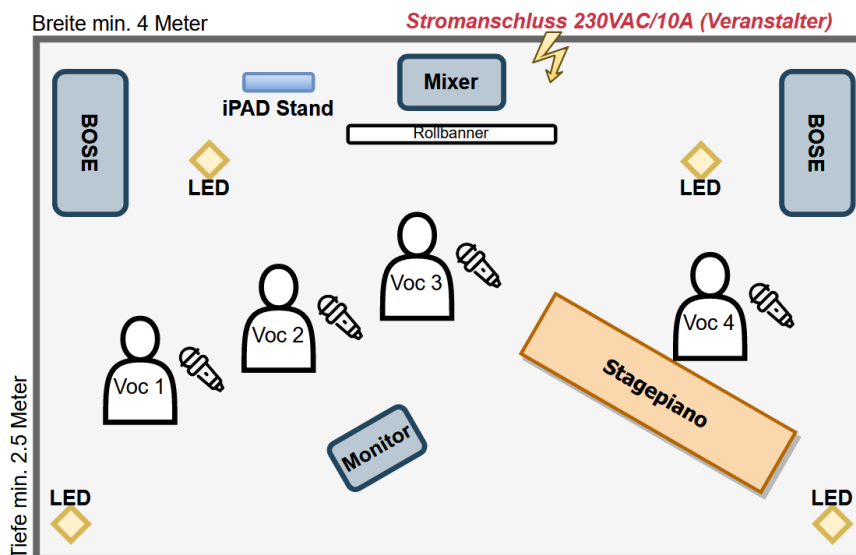 Breite min. 4 Meter
Stromanschluss 230VAC/10A (Veranstalter)
BOSE
iPAD Stand
Mixer
Rollbanner
BOSE
LED
LED
Voc 1
Voc 2
Voc 3
Voc 4
Stagepiano
Monitor
Tiefe min. 2.5 Meter
LED
LED